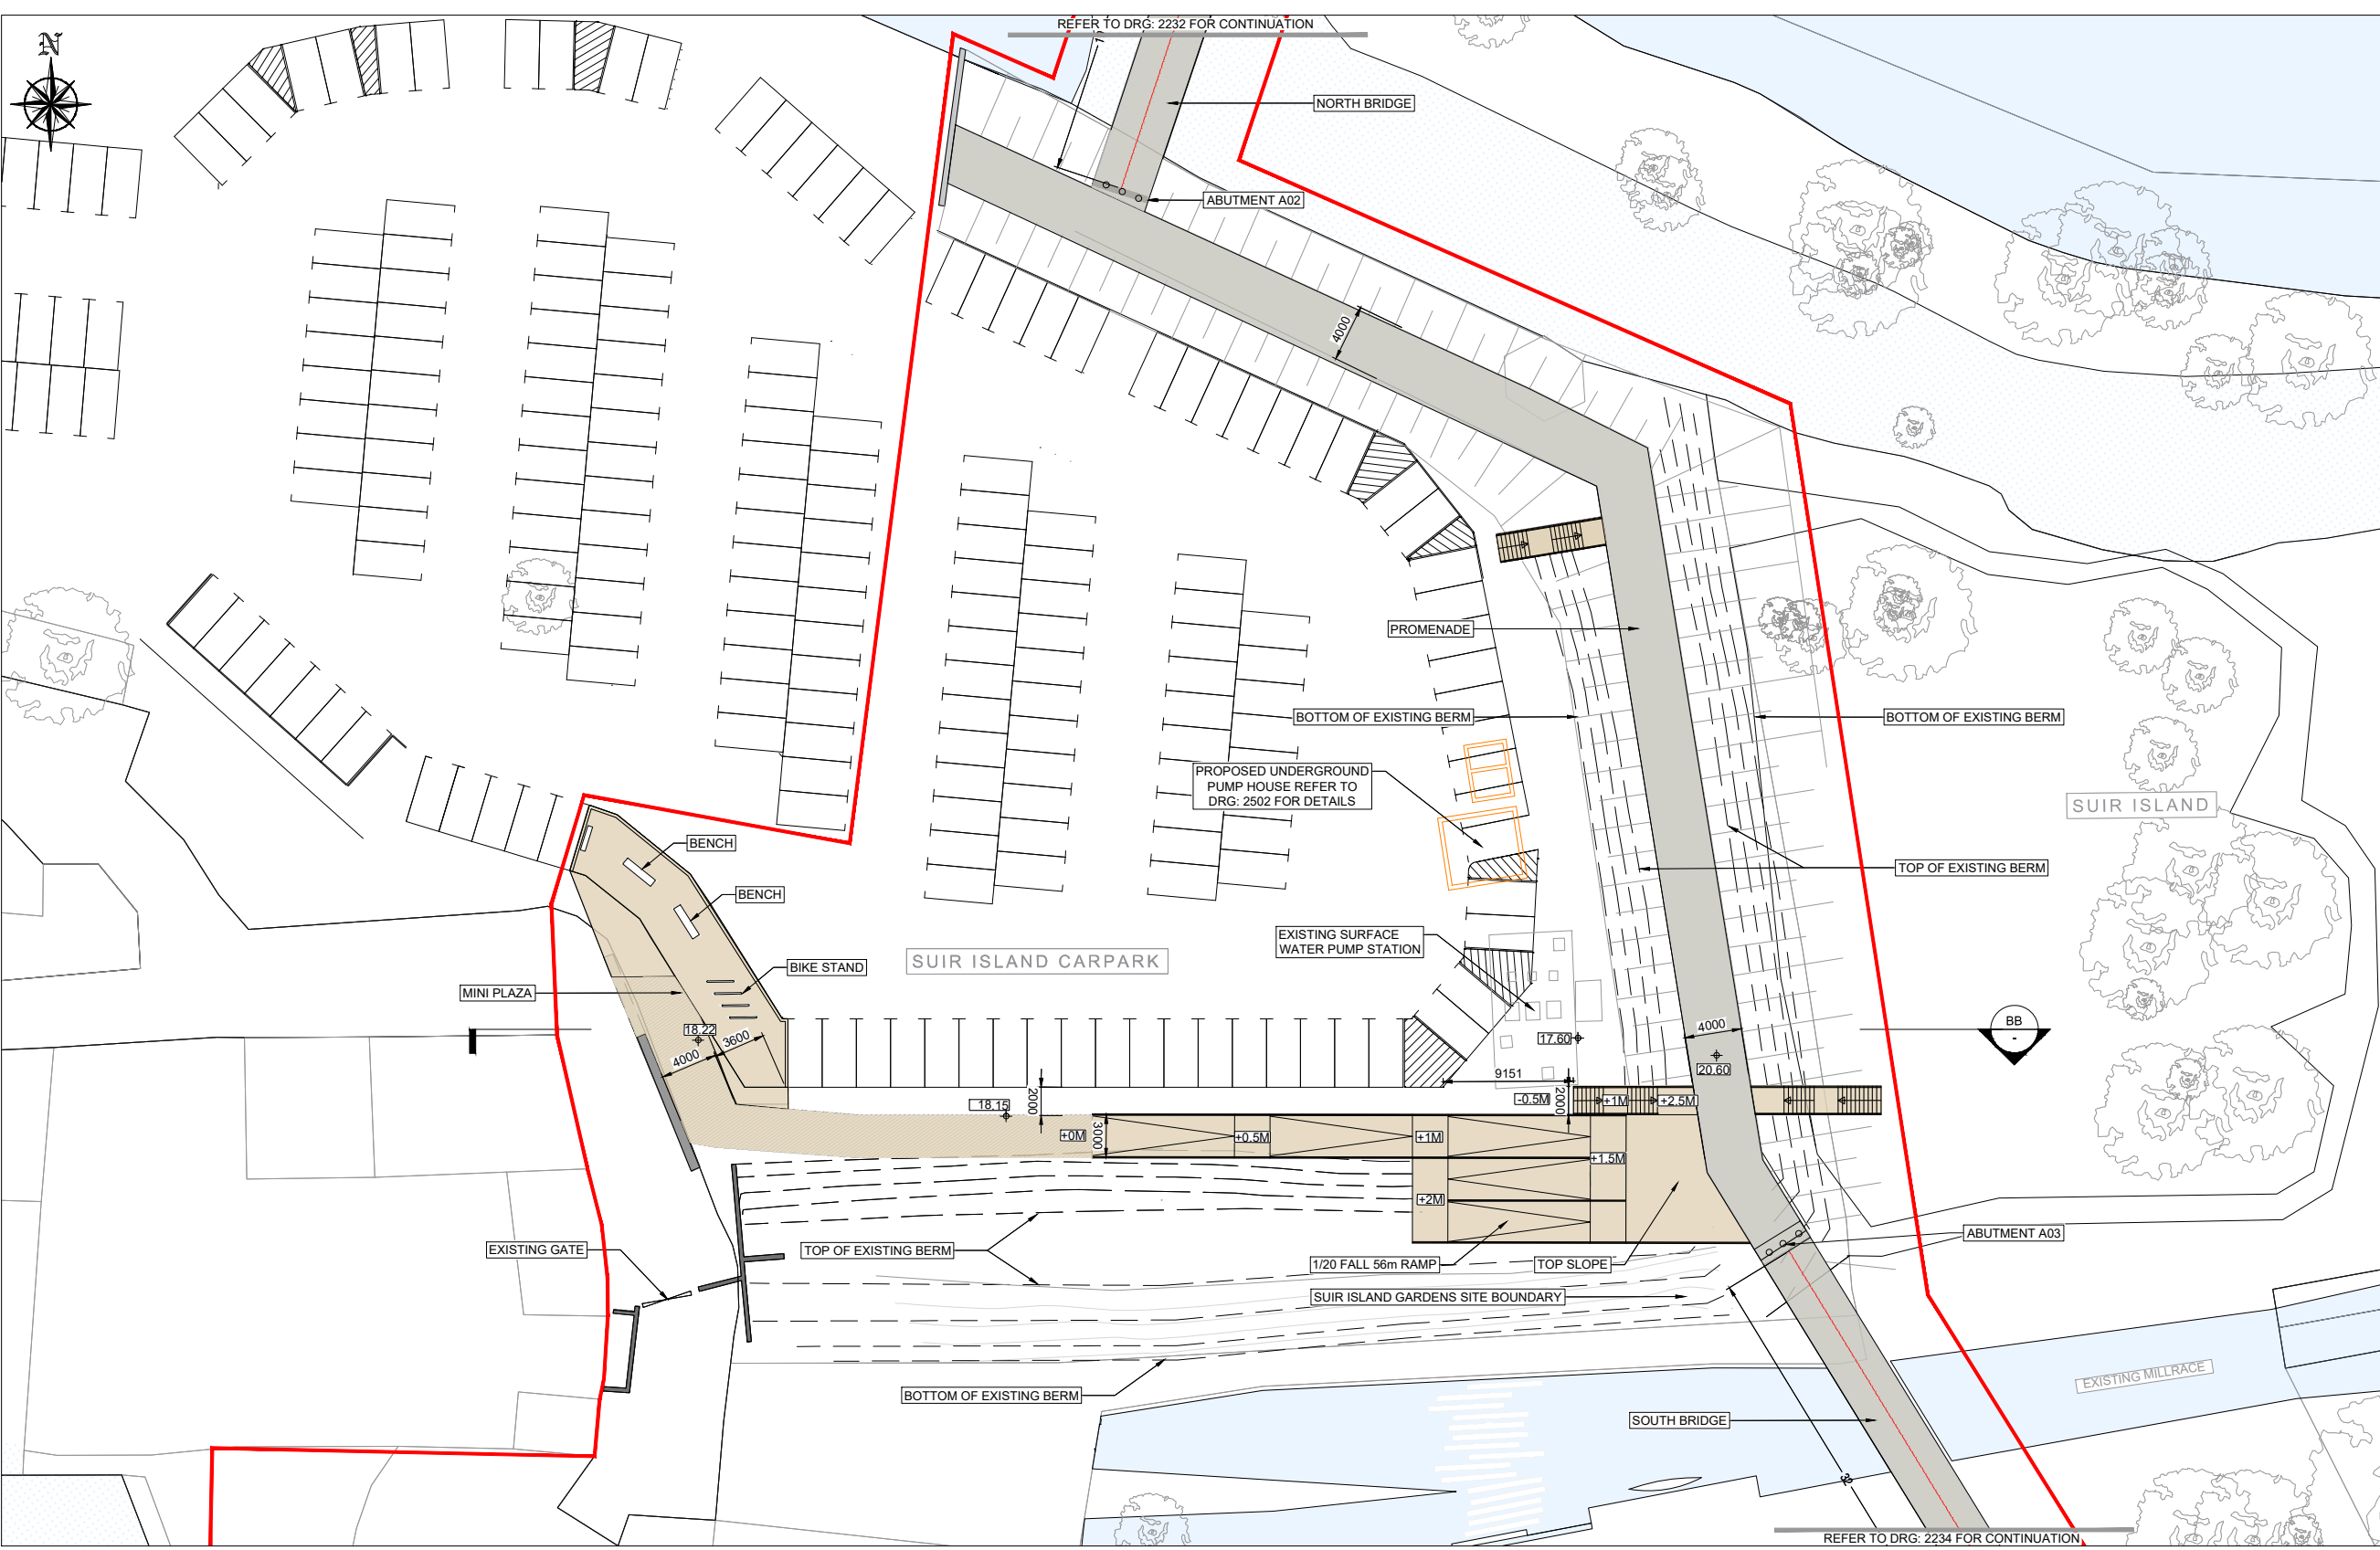 REFER TO DRG: 2232 FOR CONTINUATION
N
NORTH BRIDGE
ABUTMENT A02
4000
PROMENADE
BOTTOM OF EXISTING BERM
BOTTOM OF EXISTING BERM
PROPOSED UNDERGROUND
PUMP HOUSE REFER TO
DRG: 2502 FOR DETAILS
SUIR ISLAND
BENCH
TOP OF EXISTING BERM
BENCH
EXISTING SURFACE
WATER PUMP STATION
SUIR ISLAND CARPARK
BIKE STAND
MINI PLAZA
18.22
3600
4000
17.60
4000
BB
-
20.60
9151
2000
18.15
-0.5M
2000
+1M
+2.5M
+0M
3000
+0.5M
+1M
+1.5M
+2M
ABUTMENT A03
EXISTING GATE
TOP OF EXISTING BERM
1/20 FALL 56m RAMP
TOP SLOPE
SUIR ISLAND GARDENS SITE BOUNDARY
EXISTING MILLRACE
BOTTOM OF EXISTING BERM
SOUTH BRIDGE
REFER TO DRG: 2234 FOR CONTINUATION